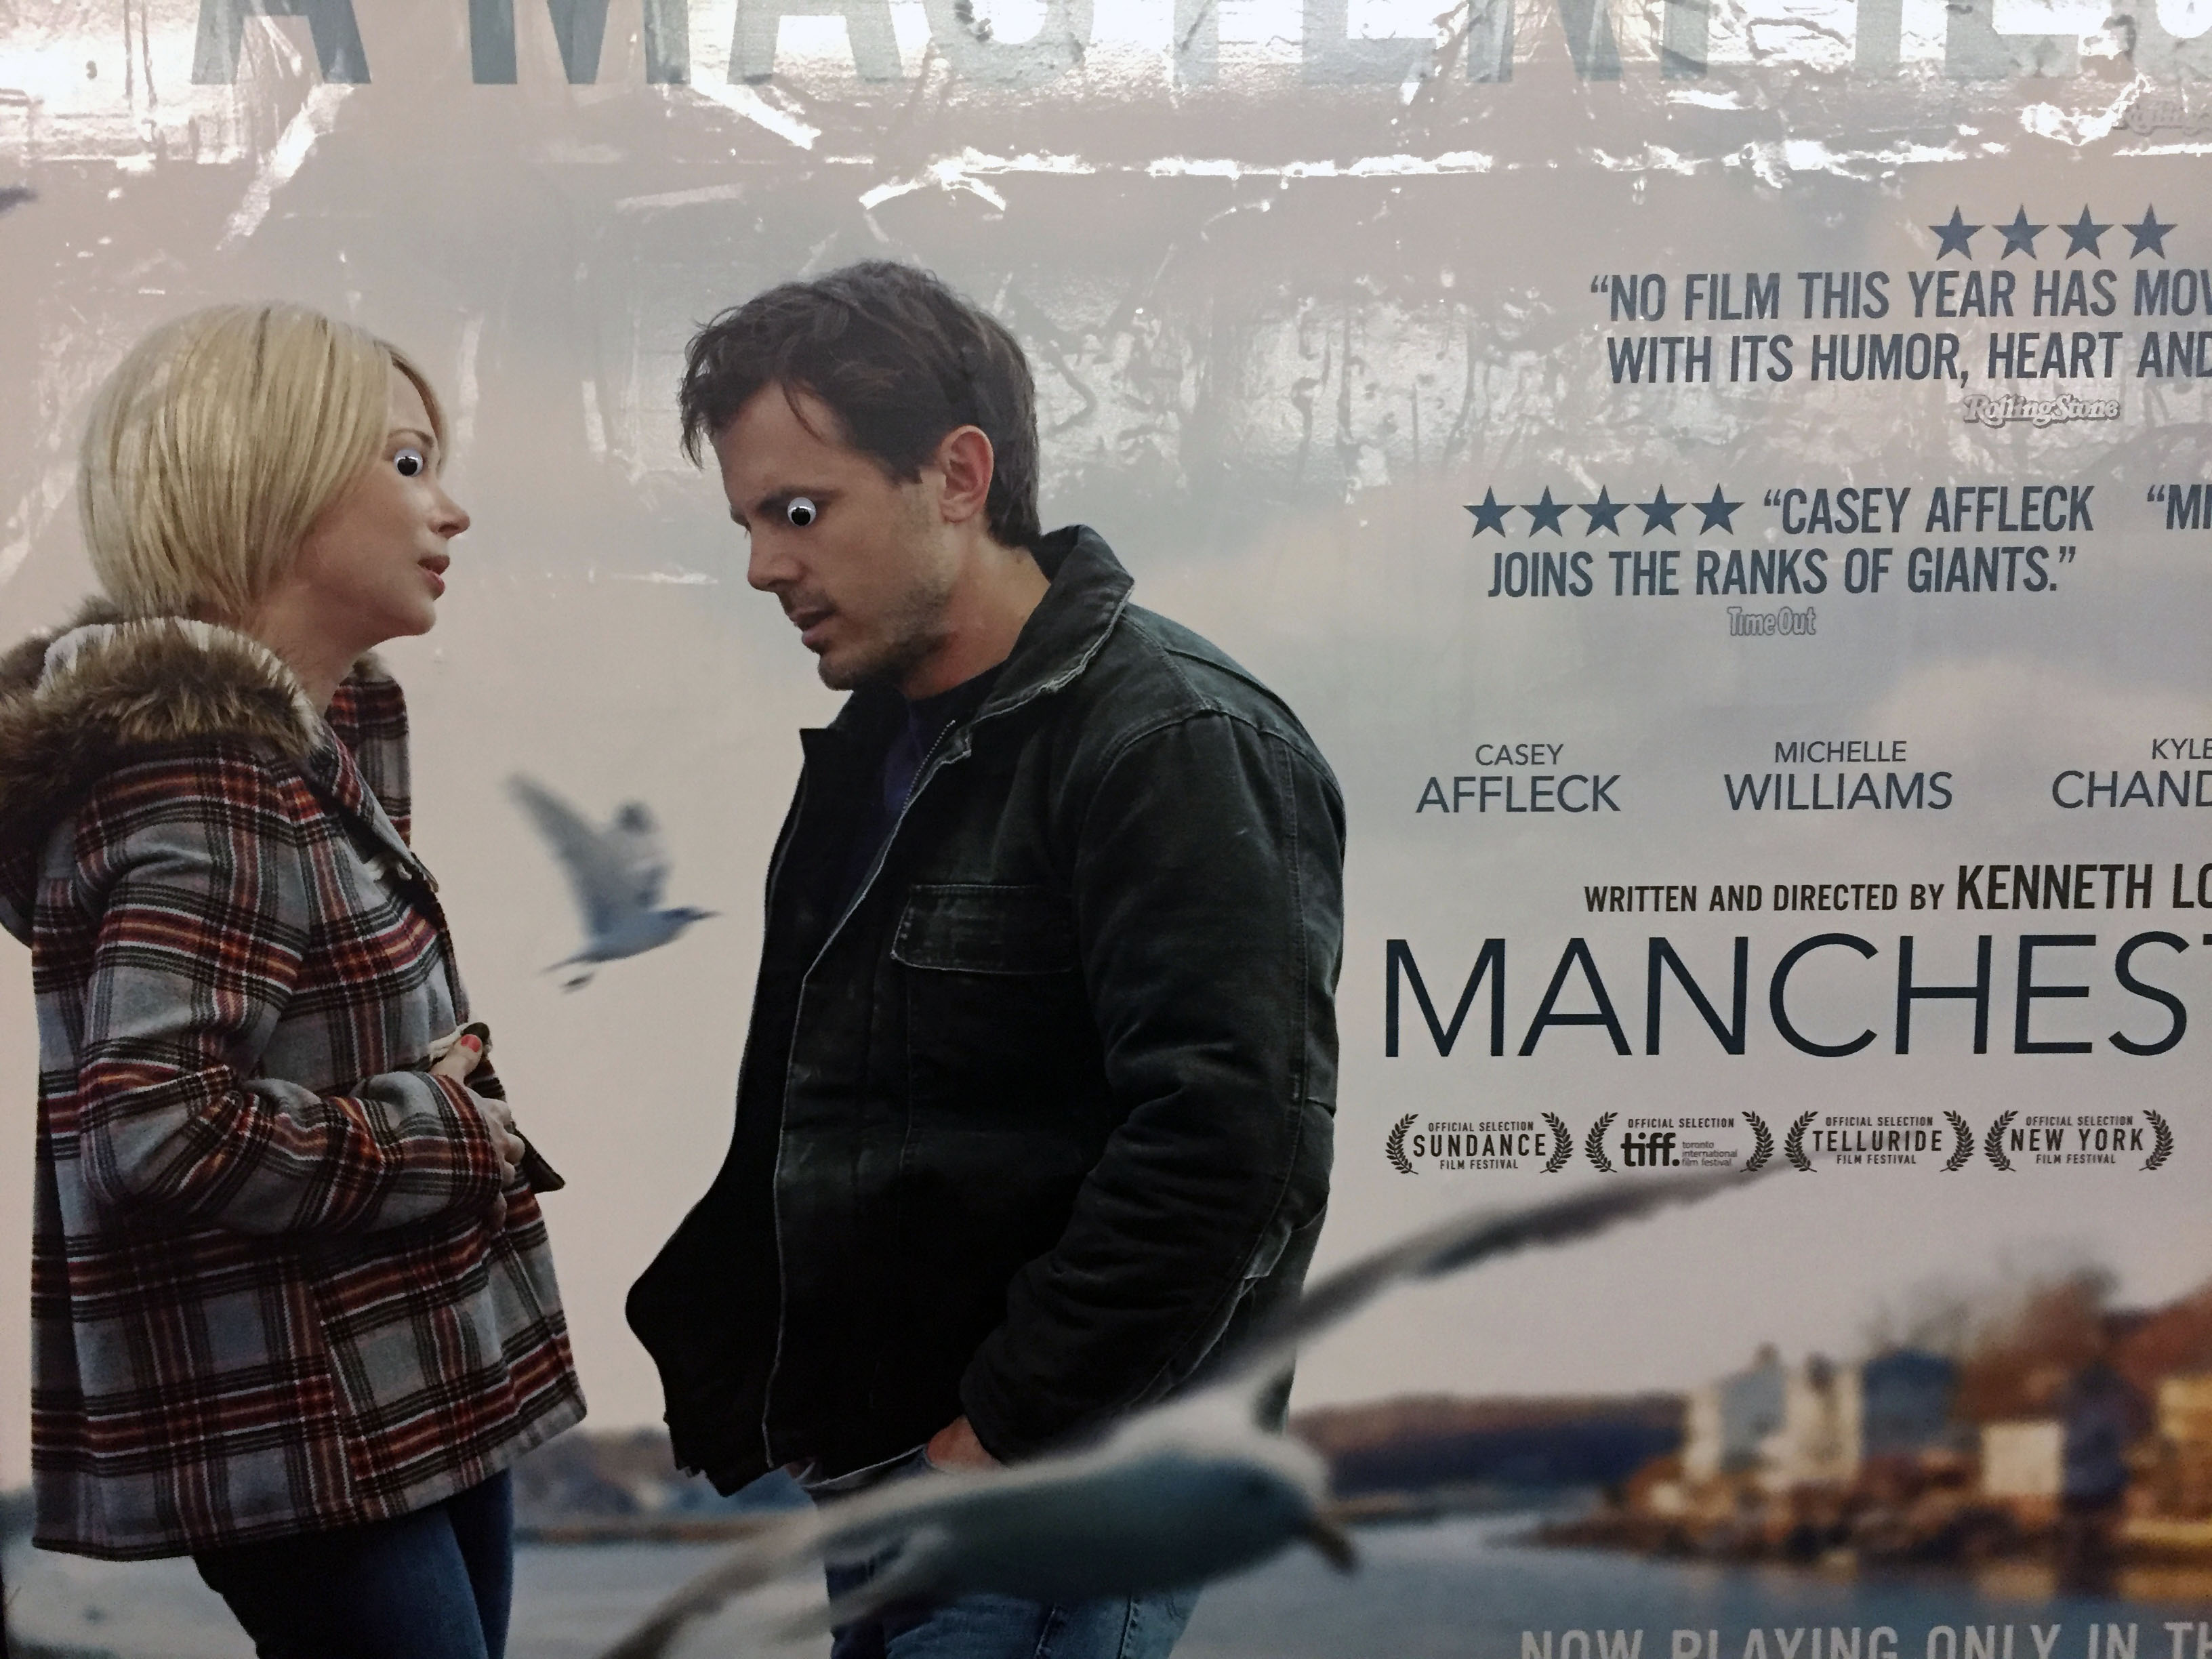 A MASTERPIEC
★★★★
“NO FILM THIS YEAR HAS MOV
WITH ITS HUMOR, HEART AND
RollingStone
★★★★★ “CASEY AFFLECK
JOINS THE RANKS OF GIANTS.”
TimeOut
“MI
CASEY AFFLECK
MICHELLE WILLIAMS
KYLE CHAND
WRITTEN AND DIRECTED BY KENNETH LO
MANCHEST
OFFICIAL SELECTION
SUNDANCE
FILM FESTIVAL
OFFICIAL SELECTION
tiff. toronto international film festival
OFFICIAL SELECTION
TELLURIDE
FILM FESTIVAL
OFFICIAL SELECTION
NEW YORK
FILM FESTIVAL
NOW PLAYING ONLY IN TH